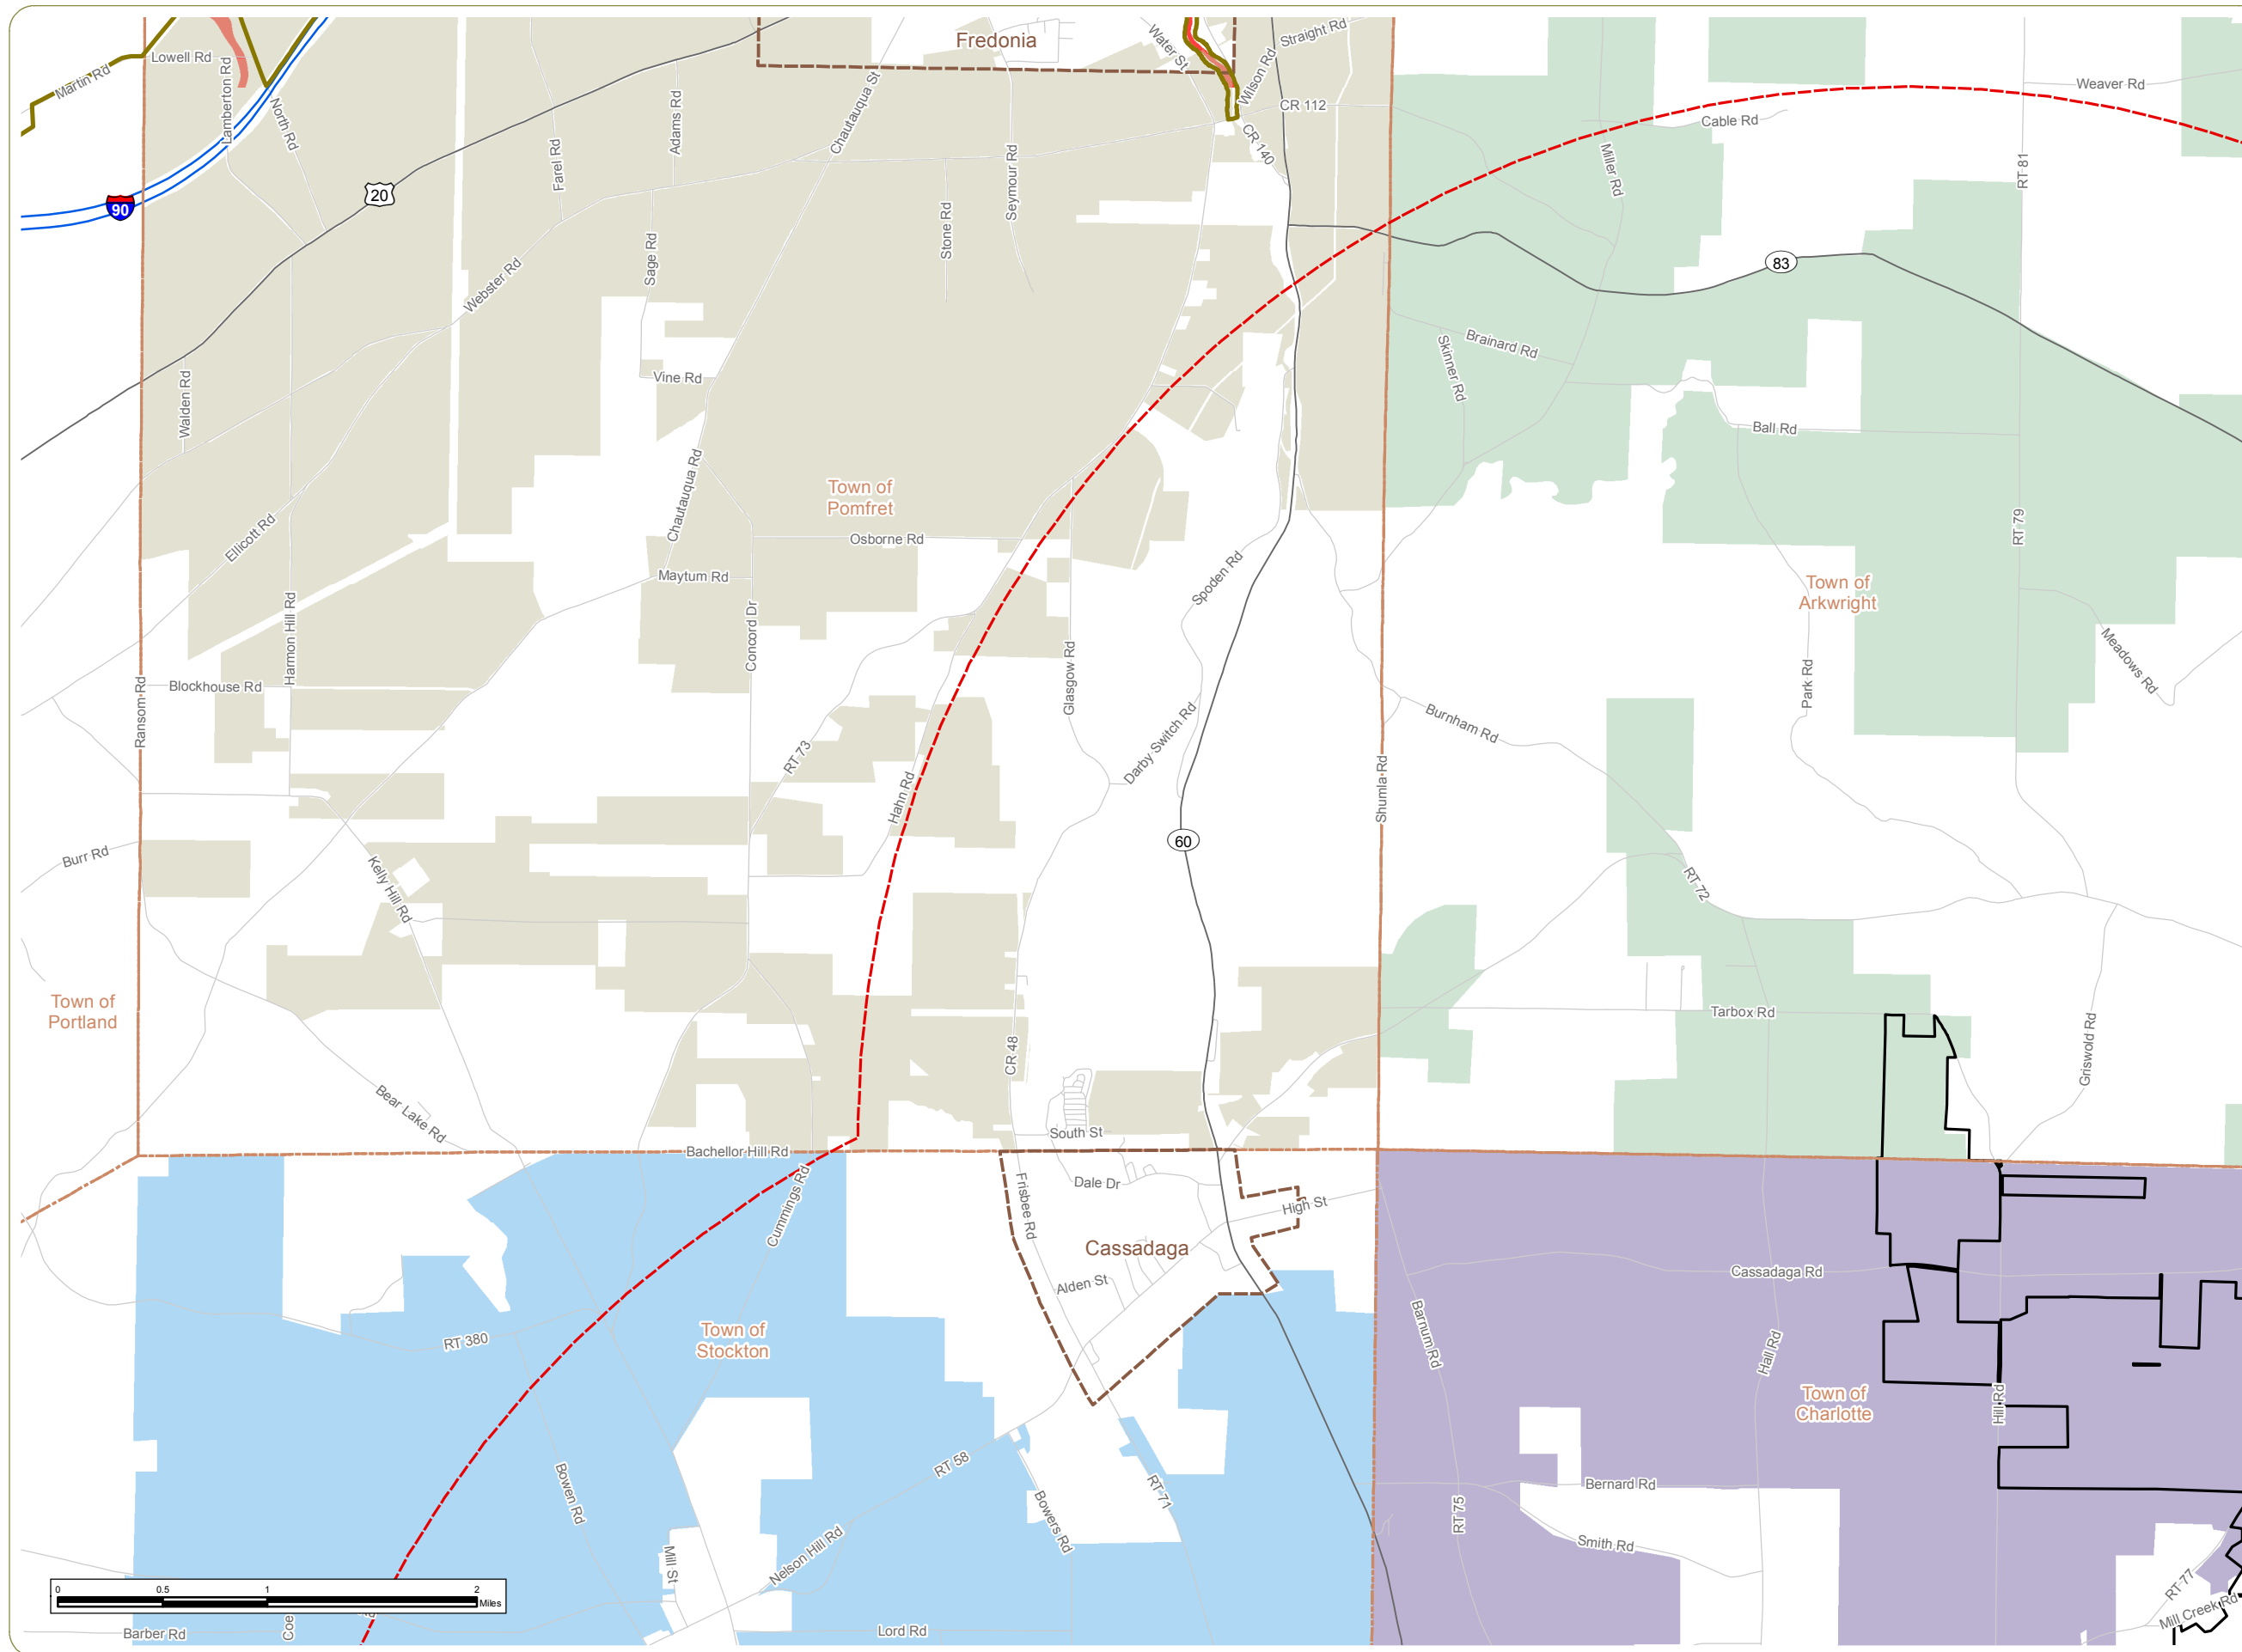 Fredonia
Straight Rd
Water St
Wilson Rd
Lowell Rd
Martin Rd
Lamberton Rd
North Rd
Chautauqua St
Weaver Rd
CR 112
Cable Rd
Adams Rd
Farel Rd
CR 140
Seymour Rd
Miller Rd
RT 81
20
90
Stone Rd
Sage Rd
Webster Rd
83
Brainard Rd
Skinner Rd
Vine Rd
Walden Rd
Ball Rd
Chautauqua Rd
Town of
Pomfret
Ellicott Rd
Osborne Rd
RT 79
Maytum Rd
Spoden Rd
Town of
Arkwright
Harmon Hill Rd
Concord Dr
Glasgow Rd
Meadows Rd
Park Rd
Blockhouse Rd
Ransom Rd
Burnham Rd
Darby Switch Rd
RT 73
Hahn Rd
Shumla Rd
60
Burr Rd
Kelly Hill Rd
RT 72
Town of
Portland
Tarbox Rd
CR 48
Griswold Rd
Bear Lake Rd
South St
Bachellor Hill Rd
Dale Dr
Frisbee Rd
Cummings Rd
High St
Cassadaga
Cassadaga Rd
Alden St
Town of
Stockton
RT 380
Barnum Rd
Hall Rd
Town of
Charlotte
Hill Rd
RT 58
Bowen Rd
RT 71
Bowers Rd
Bernard Rd
RT 75
Smith Rd
Nelson Hill Rd
Mill St
RT 77
Mill Creek Rd
0 0.5 1 2
Miles
Coe
Barber Rd
Lord Rd